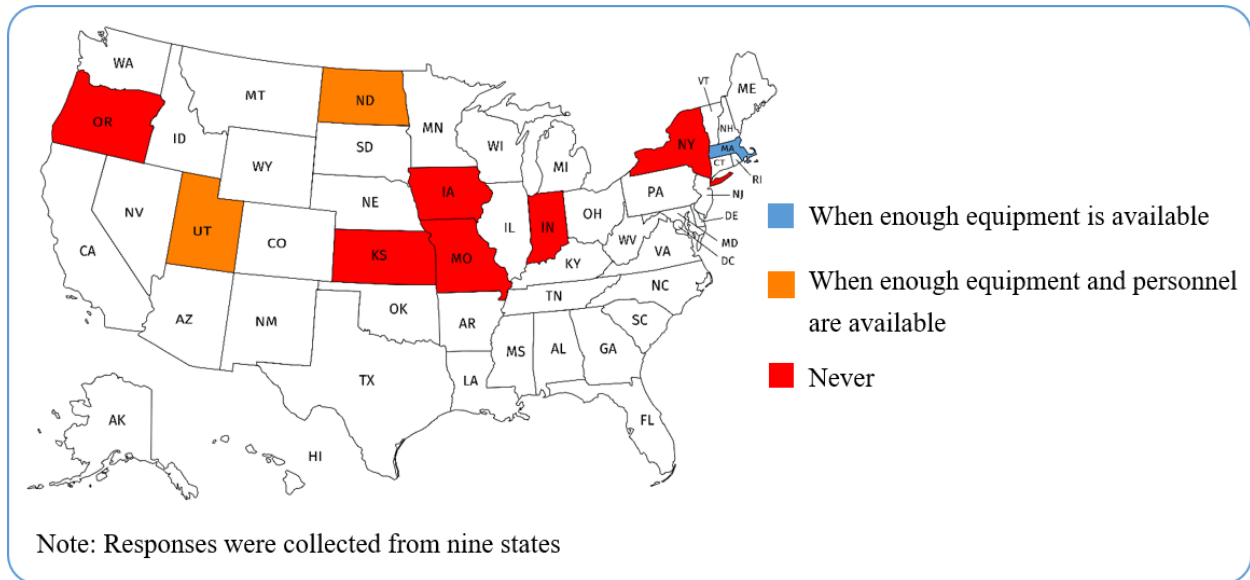 WA
MT
ND
MN
VT
ME
OR
ID
SD
WI
MI
NH
NY
MA
WY
CT
RI
IA
NE
PA
NJ
NV
UT
CO
IL
IN
OH
DE
CA
KS
MO
WV
MD
VA
DC
KY
AZ
NM
OK
AR
TN
NC
SC
MS
AL
GA
TX
LA
FL
AK
HI
When enough equipment is available
When enough equipment and personnel
are available
Never
Note: Responses were collected from nine states